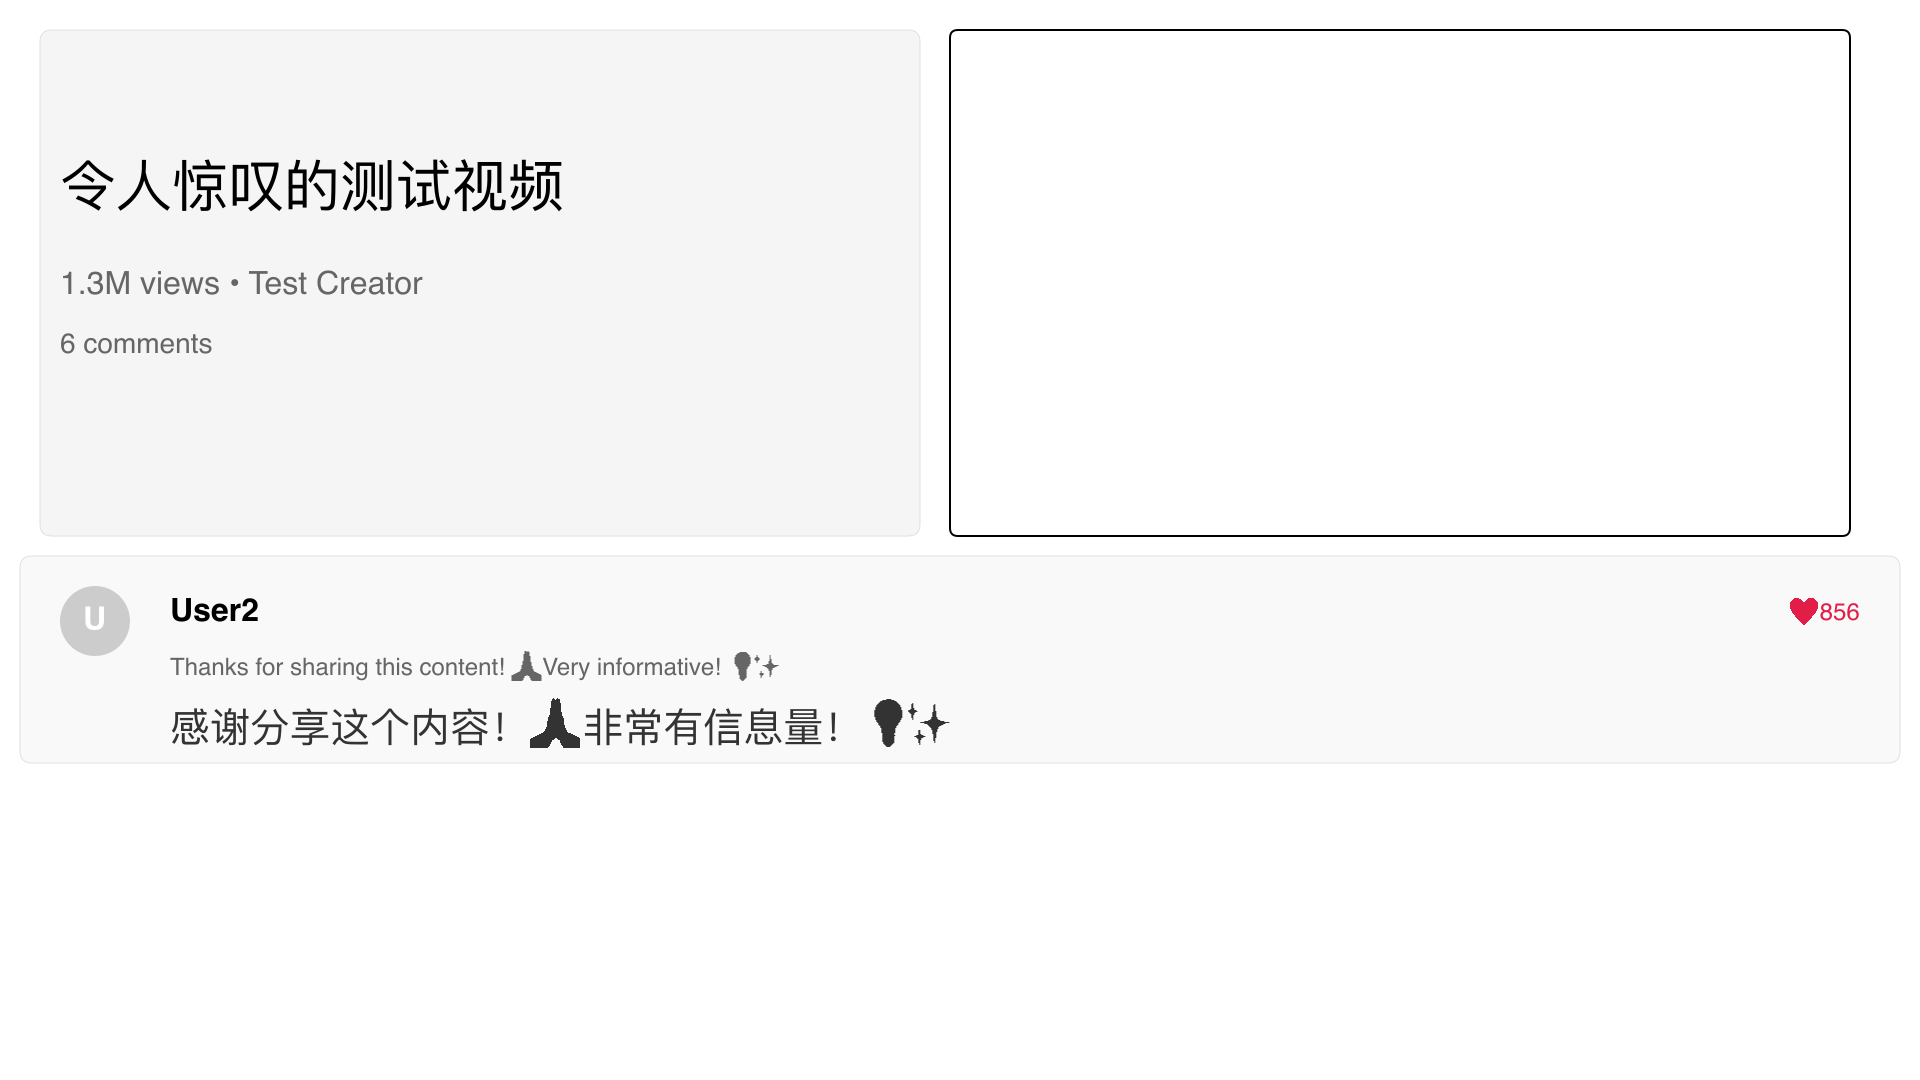 令人惊叹的测试视频
1.3M views • Test Creator
6 comments
U
User2
❤856
Thanks for sharing this content! 🙏Very informative! 💡✨
感谢分享这个内容！🙏非常有信息量！💡✨